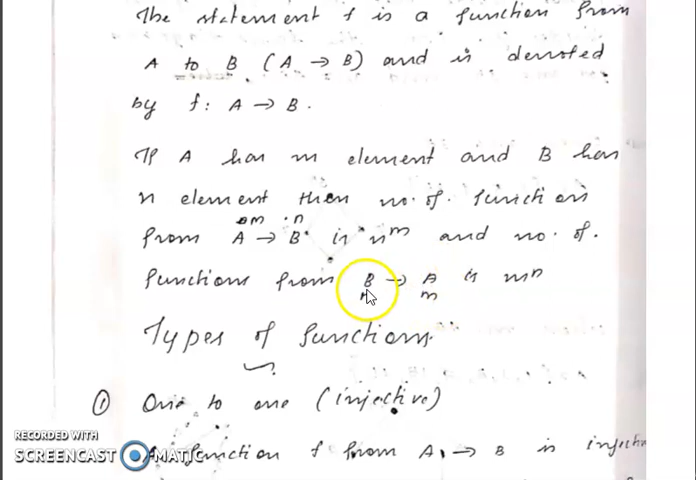 The statement f is a function from
A to B (A → B) and is denoted
by f: A → B.
If A has m element and B has
n element then no. of. function
m n
from A → B is n^m and no. of.
functions from B → A is m^n
n m
Types of functions
① One to one (injective)
A function f from A → B is injecti
RECORDED WITH
SCREENCAST MATIC